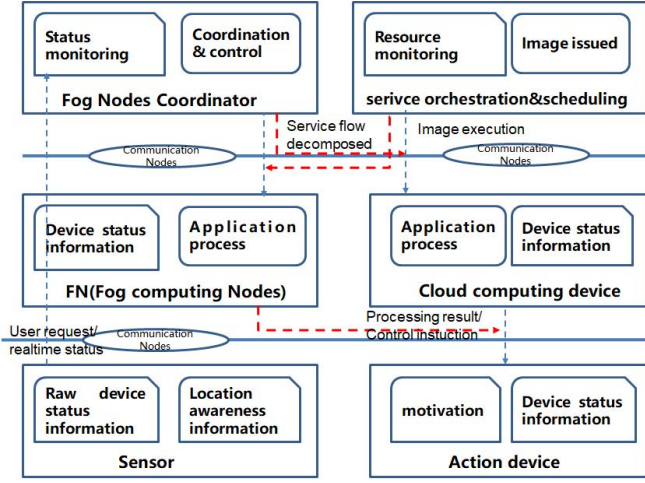 Status
monitoring
Coordination
& control
Fog Nodes Coordinator
Resource
monitoring
Image issued
serivce orchestration&scheduling
Service flow
decomposed
Image execution
Communication
Nodes
Communication
Nodes
Device status
information
Application
process
FN(Fog computing Nodes)
Application
process
Device status
information
Cloud computing device
User request/
realtime status
Communication
Nodes
Processing result/
Control instuction
Raw device
status
information
Location
awareness
information
Sensor
motivation
Device status
information
Action device